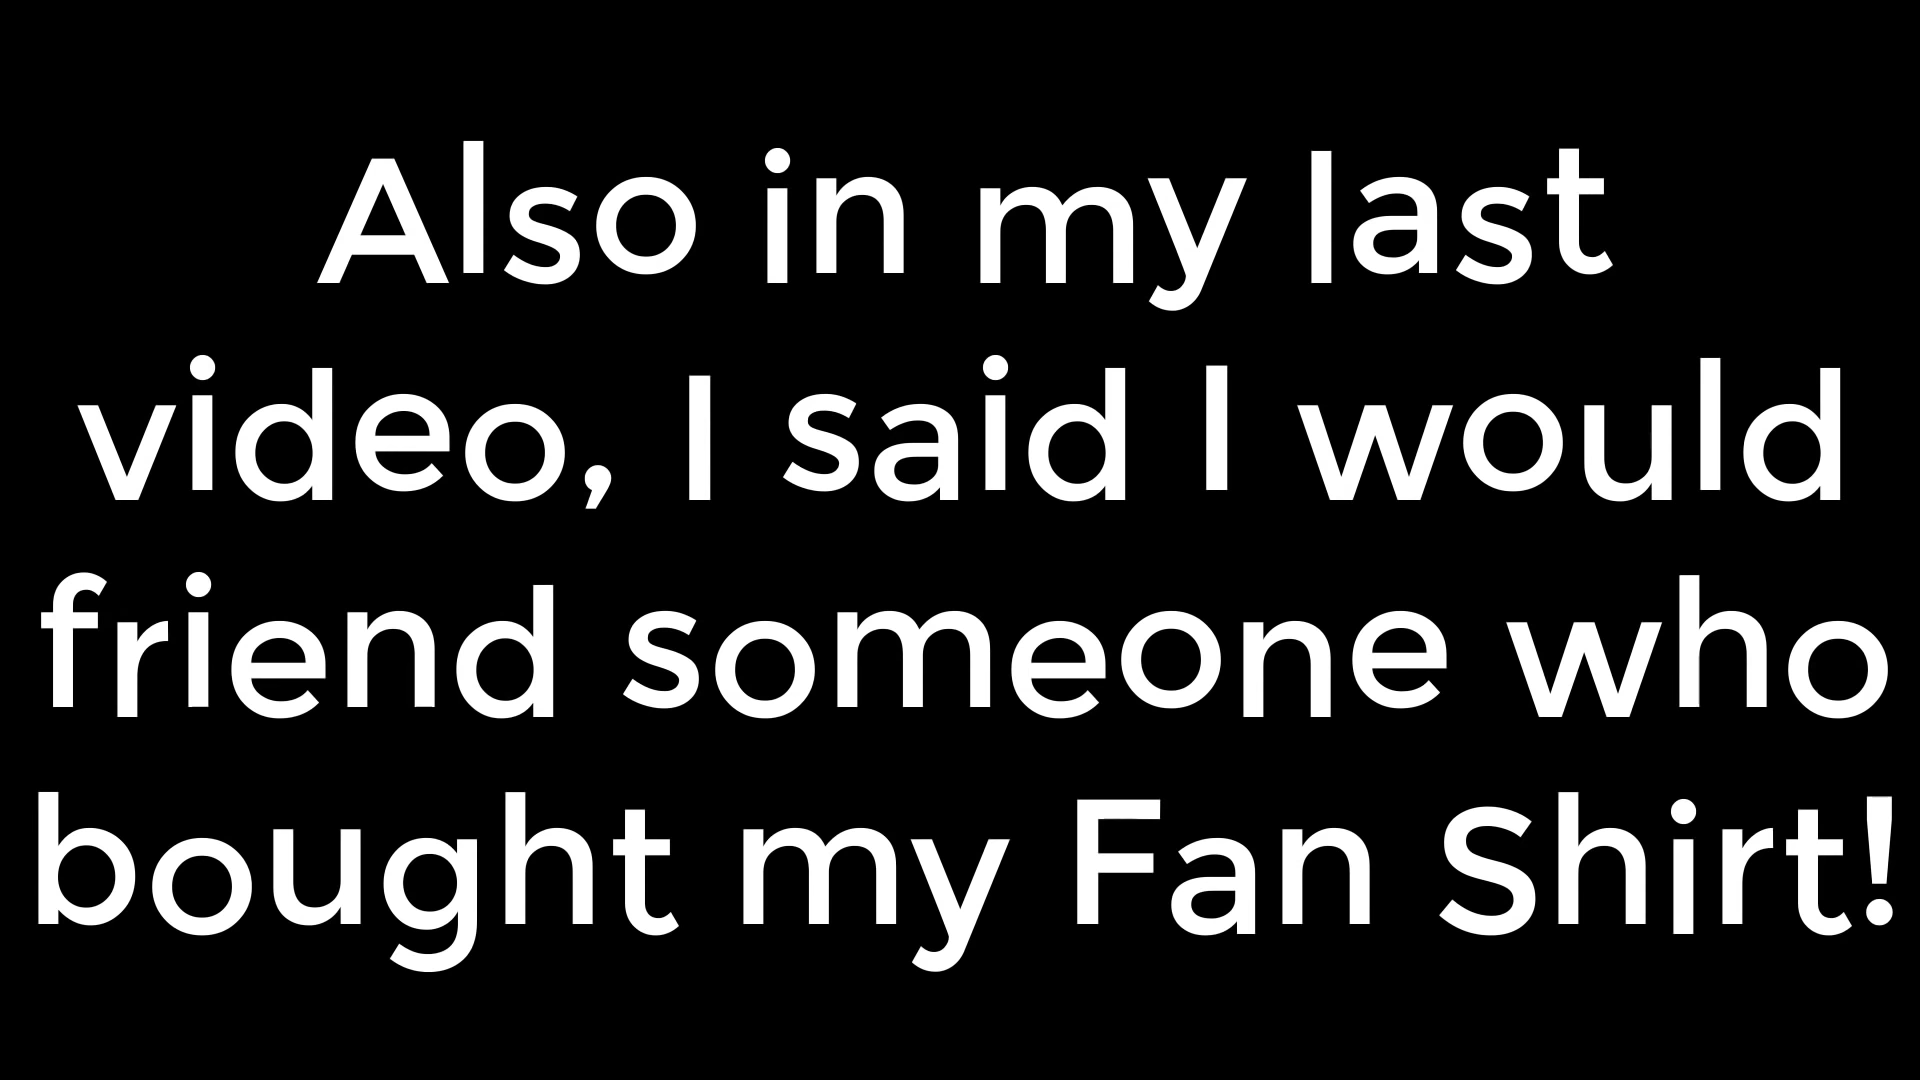 Also in my last
video, I said I would
friend someone who
bought my Fan Shirt!